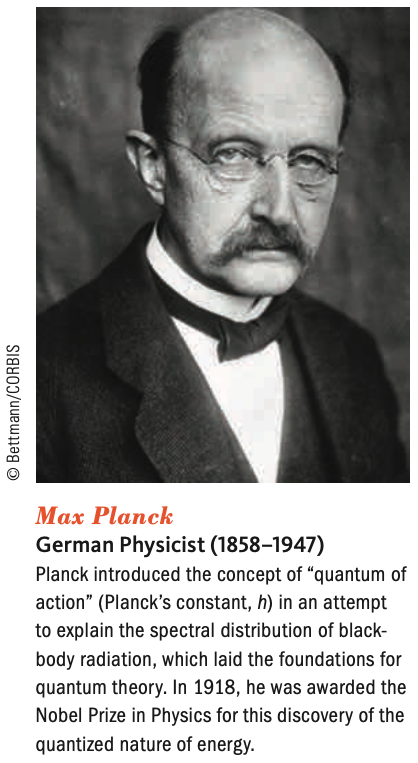 © Bettmann/CORBIS
Max Planck
German Physicist (1858–1947)
Planck introduced the concept of “quantum of
action” (Planck’s constant, h) in an attempt
to explain the spectral distribution of black-
body radiation, which laid the foundations for
quantum theory. In 1918, he was awarded the
Nobel Prize in Physics for this discovery of the
quantized nature of energy.